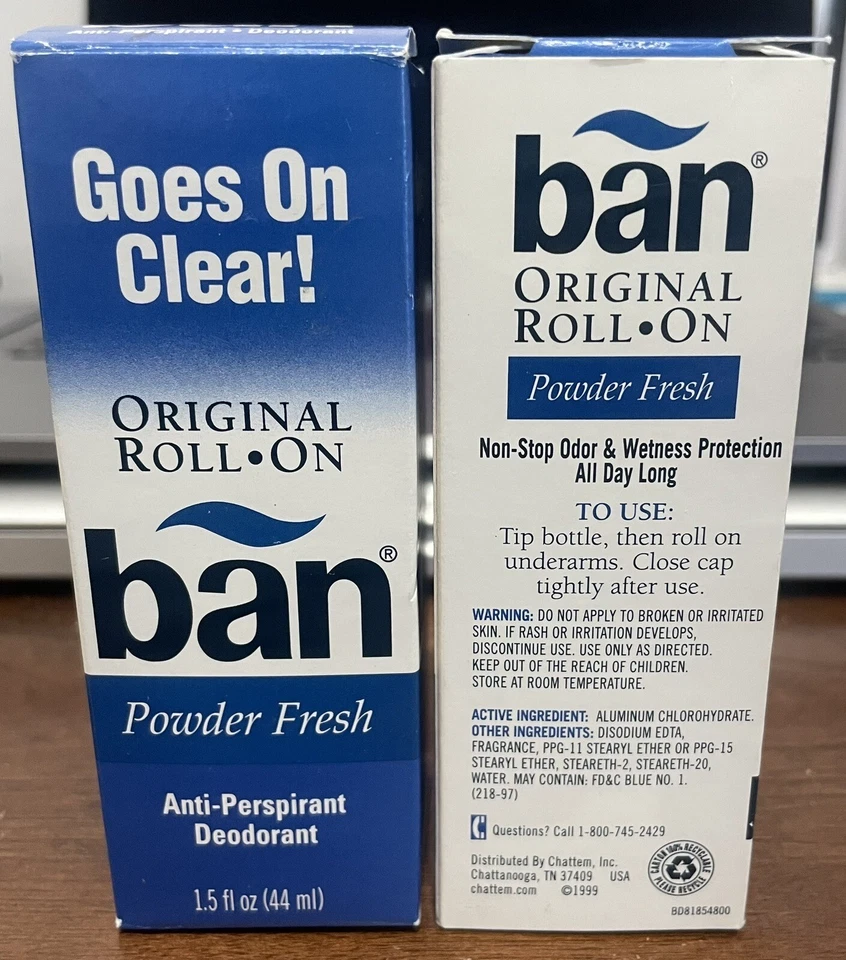 Anti-Perspirant • Deodorant
Goes On
Clear!
ORIGINAL
ROLL•ON
ban®
Powder Fresh
Anti-Perspirant
Deodorant
1.5 fl oz (44 ml)
ban®
ORIGINAL
ROLL•ON
Powder Fresh
Non-Stop Odor & Wetness Protection
All Day Long
TO USE:
Tip bottle, then roll on
underarms. Close cap
tightly after use.
WARNING: DO NOT APPLY TO BROKEN OR IRRITATED
SKIN. IF RASH OR IRRITATION DEVELOPS,
DISCONTINUE USE. USE ONLY AS DIRECTED.
KEEP OUT OF THE REACH OF CHILDREN.
STORE AT ROOM TEMPERATURE.
ACTIVE INGREDIENT: ALUMINUM CHLOROHYDRATE.
OTHER INGREDIENTS: DISODIUM EDTA,
FRAGRANCE, PPG-11 STEARYL ETHER OR PPG-15
STEARYL ETHER, STEARETH-2, STEARETH-20,
WATER. MAY CONTAIN: FD&C BLUE NO. 1.
(218-97)
Questions? Call 1-800-745-2429
Distributed By Chattem, Inc.
Chattanooga, TN 37409 USA
chattem.com ©1999
CARTON 100% RECYCLABLE
PLEASE RECYCLE
BD81854800